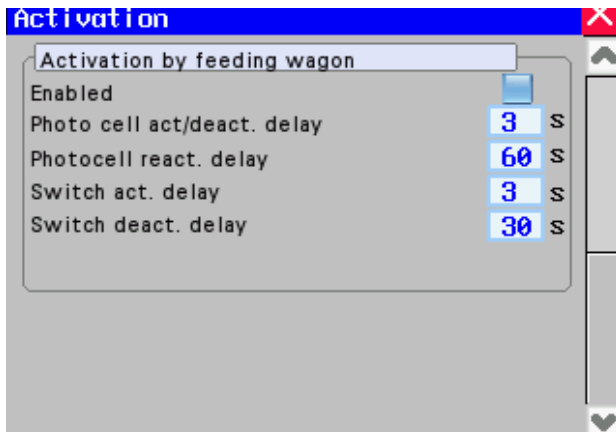 Activation
Activation by feeding wagon
Enabled
Photo cell act/deact. delay 3 s
Photocell react. delay 60 s
Switch act. delay 3 s
Switch deact. delay 30 s